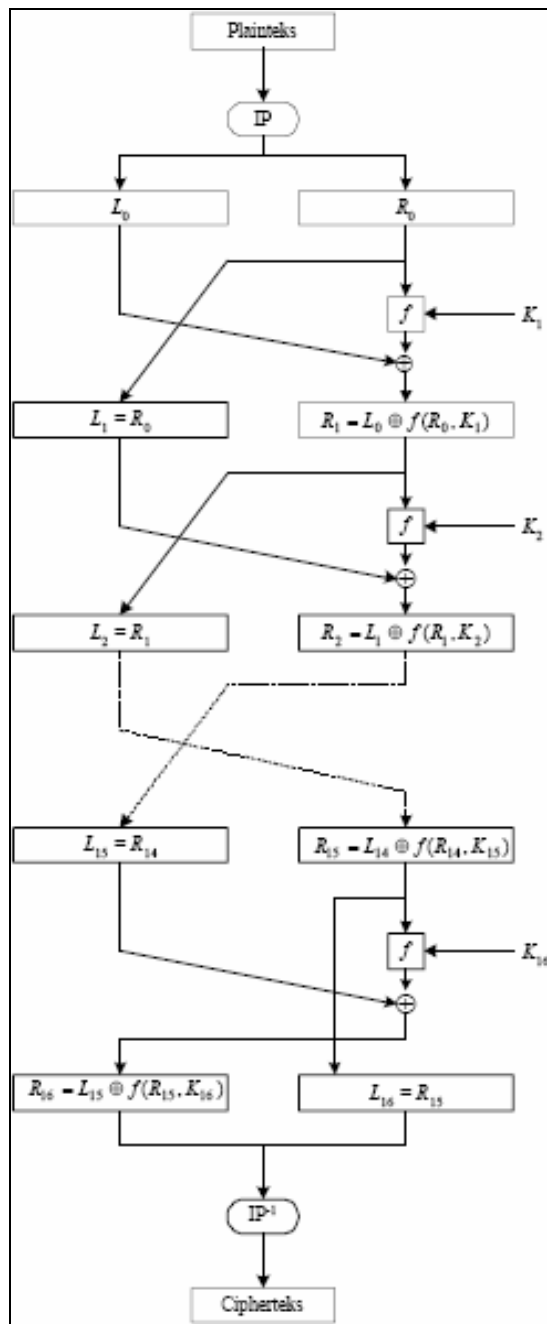 Plainteks
IP
L₀ R₀
f K₁
L₁ = R₀ R₁ = L₀ ⊕ f(R₀, K₁)
f K₂
L₂ = R₁ R₂ = L₁ ⊕ f(R₁, K₂)
L₁₅ = R₁₄ R₁₅ = L₁₄ ⊕ f(R₁₄, K₁₅)
f K₁₆
R₁₆ = L₁₅ ⊕ f(R₁₅, K₁₆) L₁₆ = R₁₅
IP⁻¹
Cipherteks